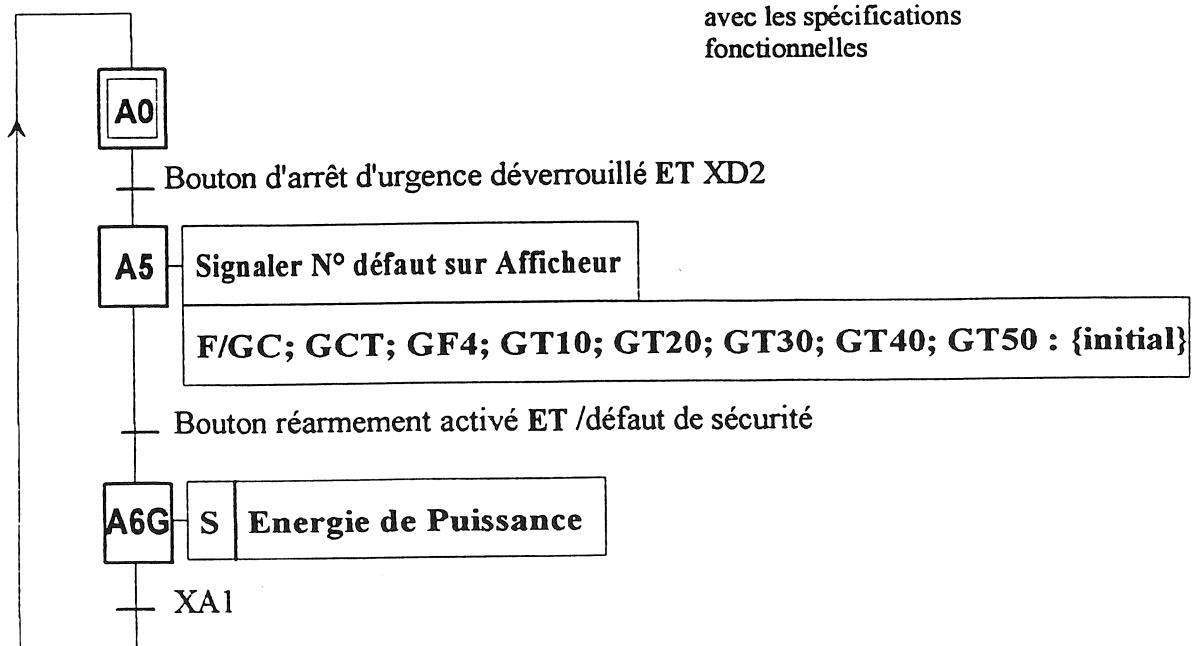 avec les spécifications
fonctionnelles
A0
Bouton d'arrêt d'urgence déverrouillé ET XD2
A5
Signaler N° défaut sur Afficheur
F/GC; GCT; GF4; GT10; GT20; GT30; GT40; GT50 : {initial}
Bouton réarmement activé ET /défaut de sécurité
A6G
S
Energie de Puissance
XA1